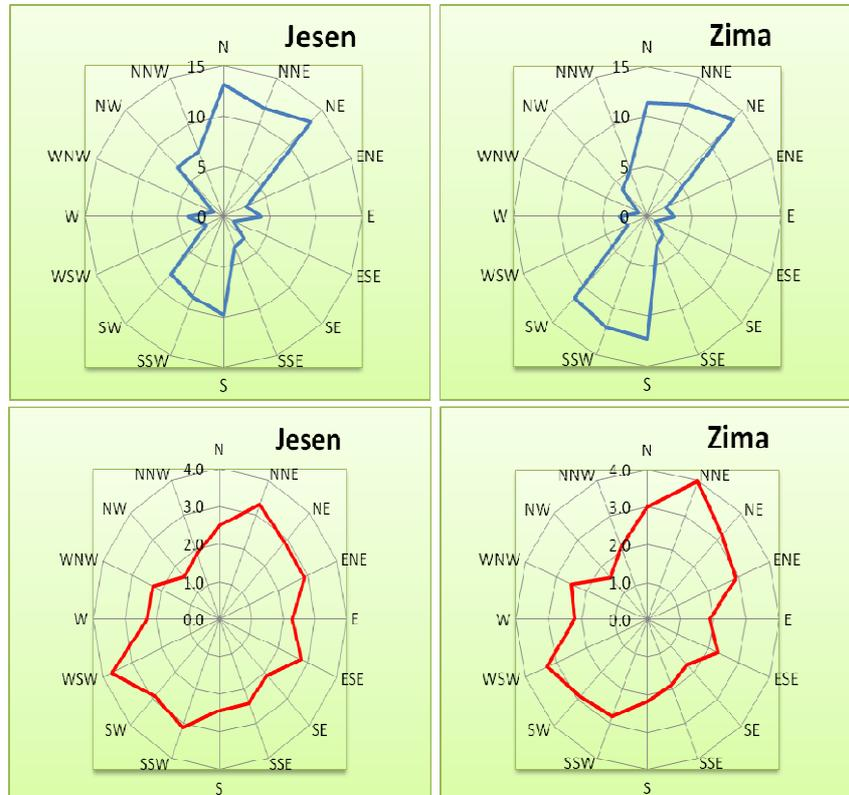 Jesen
N
NNW 15 NNE
NW NE
10
WNW ENE
5
W 0 E
WSW ESE
SW SE
SSW SSE
S
Zima
N
NNW 15 NNE
NW NE
10
WNW ENE
5
W 0 E
WSW ESE
SW SE
SSW SSE
S
Jesen
N
NNW 4.0 NNE
NW 3.0 NE
2.0
WNW ENE
1.0
W 0.0 E
WSW ESE
SW SE
SSW SSE
S
Zima
N
NNW 4.0 NNE
NW 3.0 NE
2.0
WNW ENE
1.0
W 0.0 E
WSW ESE
SW SE
SSW SSE
S